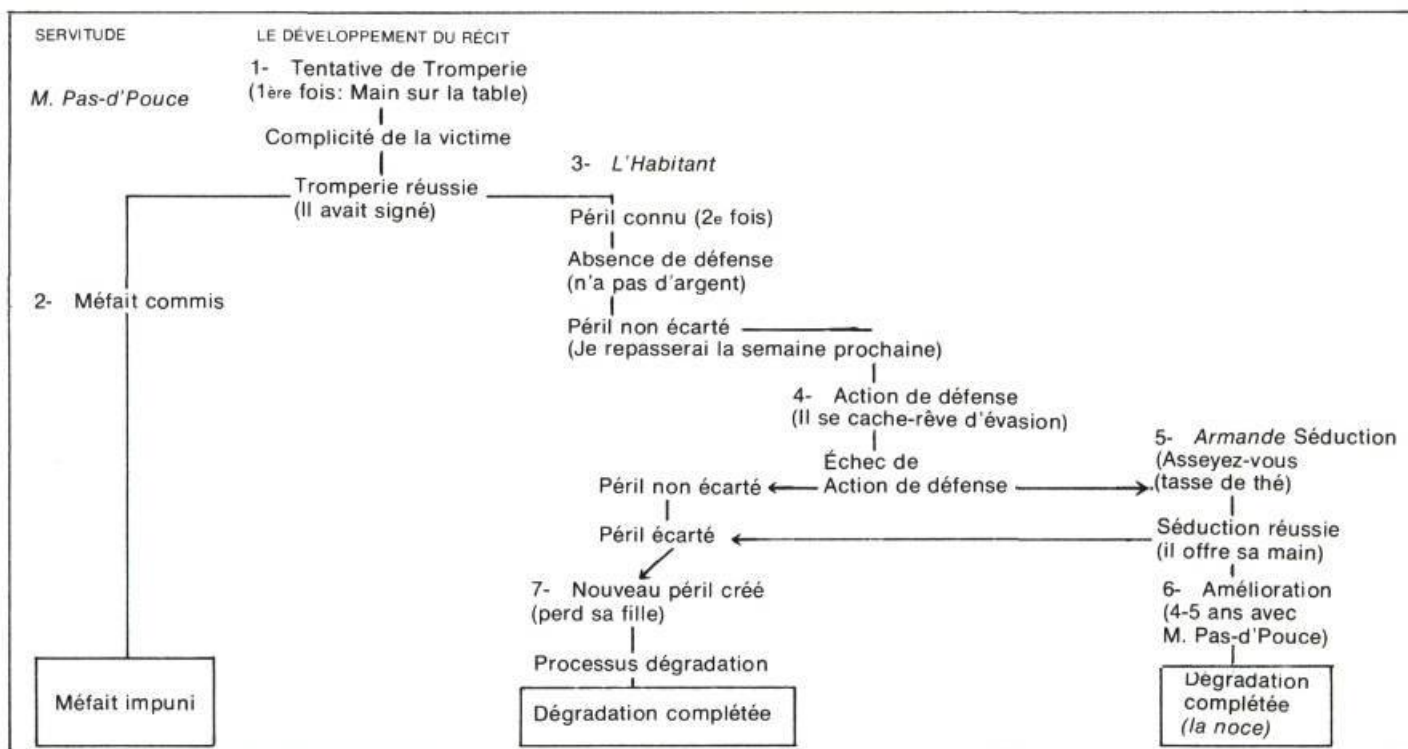 SERVITUDE
LE DÉVELOPPEMENT DU RÉCIT
M. Pas-d'Pouce
1- Tentative de Tromperie
(1ère fois: Main sur la table)
Complicité de la victime
Tromperie réussie
(Il avait signé)
2- Méfait commis
Méfait impuni
3- L'Habitant
Péril connu (2e fois)
Absence de défense
(n'a pas d'argent)
Péril non écarté
(Je repasserai la semaine prochaine)
4- Action de défense
(Il se cache-rêve d'évasion)
Échec de
Action de défense
Péril non écarté
Péril écarté
5- Armande Séduction
(Asseyez-vous
(tasse de thé)
Séduction réussie
(il offre sa main)
6- Amélioration
(4-5 ans avec
M. Pas-d'Pouce)
Dégradation
complétée
(la noce)
7- Nouveau péril créé
(perd sa fille)
Processus dégradation
Dégradation complétée